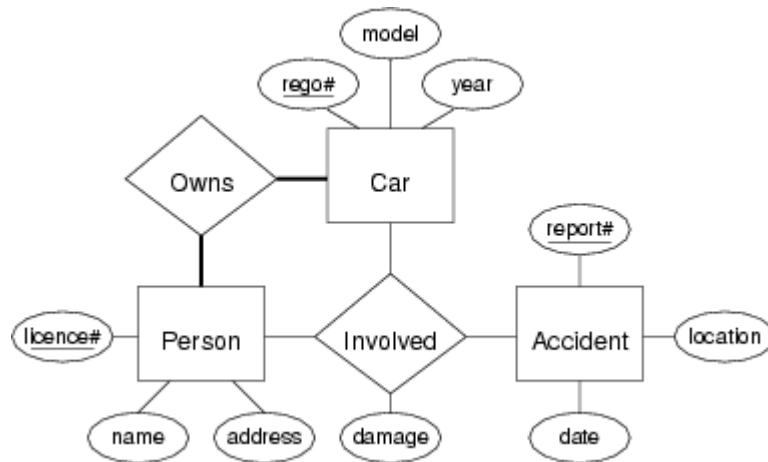 model
rego#
year
Owns
Car
report#
licence#
Person
Involved
Accident
location
name
address
damage
date